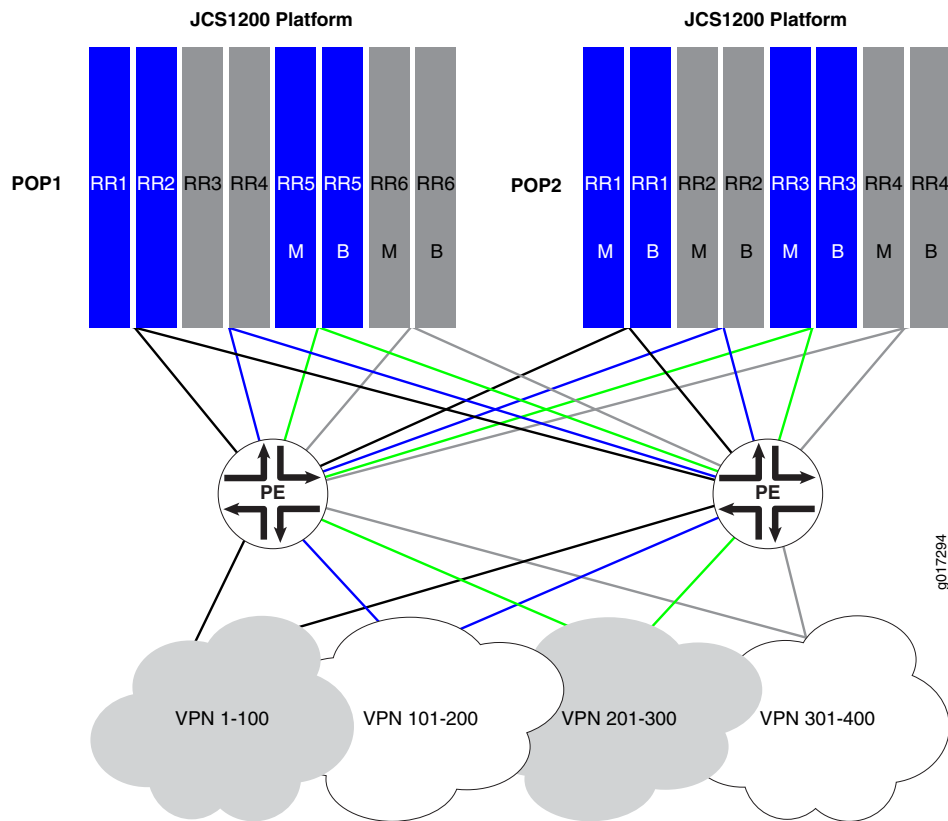 JCS1200 Platform JCS1200 Platform
POP1 RR1 RR2 RR3 RR4 RR5 RR5 RR6 RR6 POP2 RR1 RR1 RR2 RR2 RR3 RR3 RR4 RR4
M B M B M B M B M B M B
PE PE
g017294
VPN 1-100 VPN 101-200 VPN 201-300 VPN 301-400